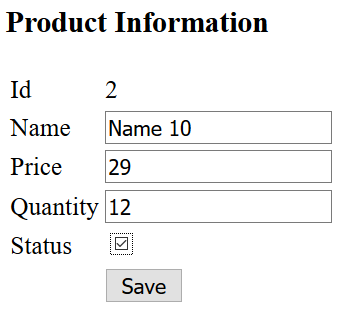 Product Information
Id 2
Name Name 10
Price 29
Quantity 12
Status
Save